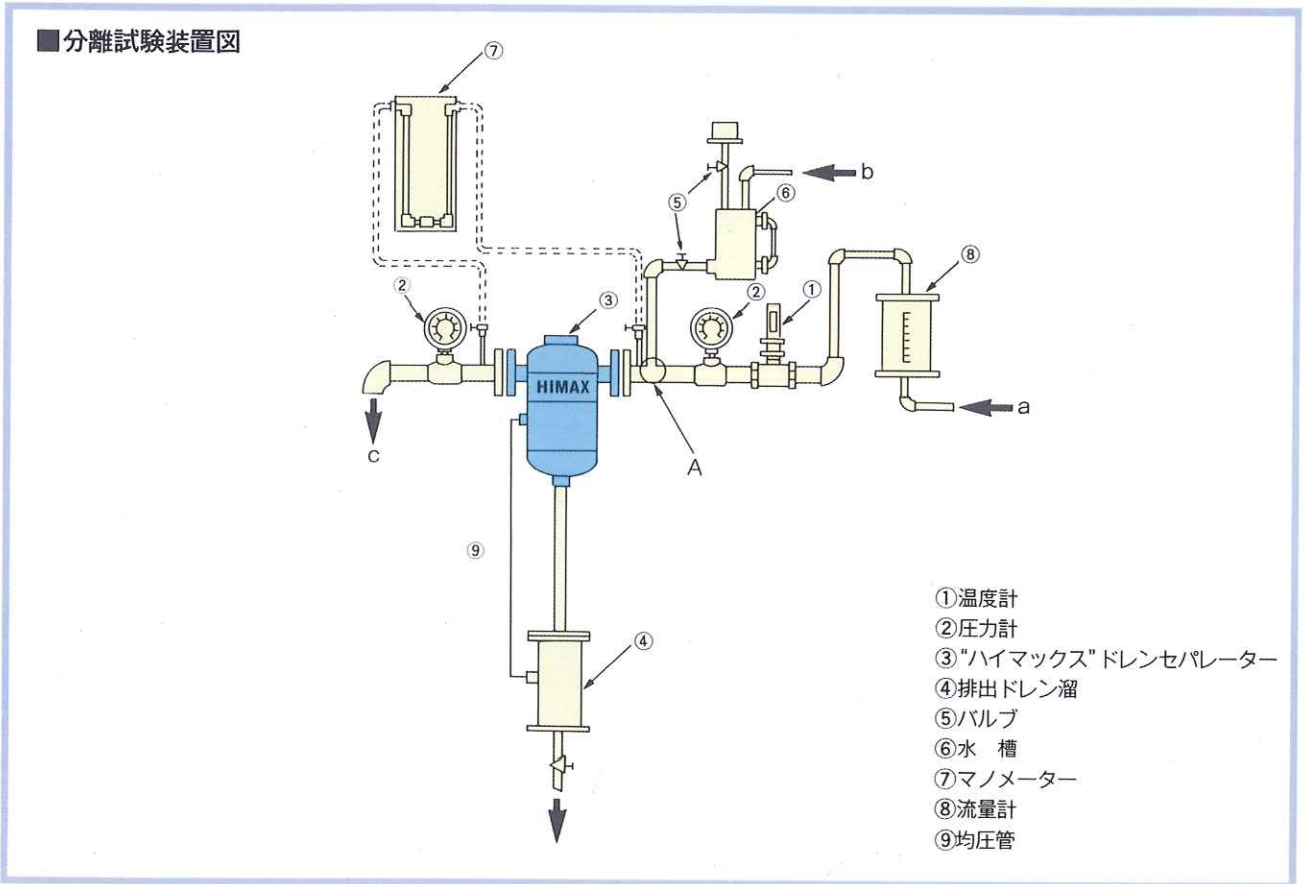 ■分離試験装置図
⑦
b
⑤
⑥
⑧
②
③
②
①
HIMAX
a
c
A
⑨
④
①温度計
②圧力計
③“ハイマックス”ドレンセパレーター
④排出ドレン溜
⑤バルブ
⑥水　槽
⑦マノメーター
⑧流量計
⑨均圧管